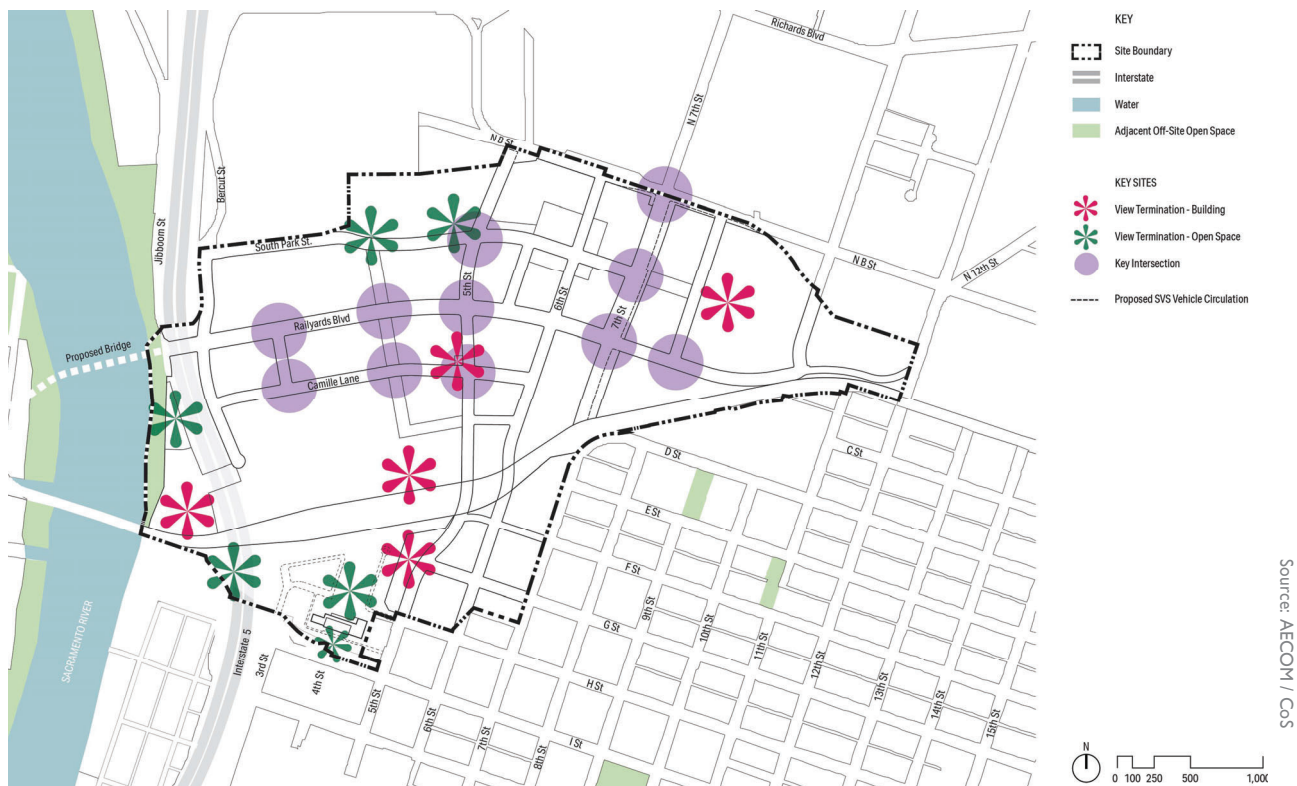 Richards Blvd
N 7th St
N D St
Bercut St
Jibboom St
South Park St.
5th St
6th St
7th St
N B St
N 12th St
Railyards Blvd
Proposed Bridge
Camille Lane
C St
D St
E St
F St
G St
H St
I St
9th St
10th St
11th St
12th St
13th St
14th St
15th St
SACRAMENTO RIVER
Interstate 5
3rd St
4th St
5th St
6th St
7th St
8th St
KEY
Site Boundary
Interstate
Water
Adjacent Off-Site Open Space
KEY SITES
View Termination - Building
View Termination - Open Space
Key Intersection
Proposed SVS Vehicle Circulation
Source: AECOM / CoS
N
0 100 250 500 1,00